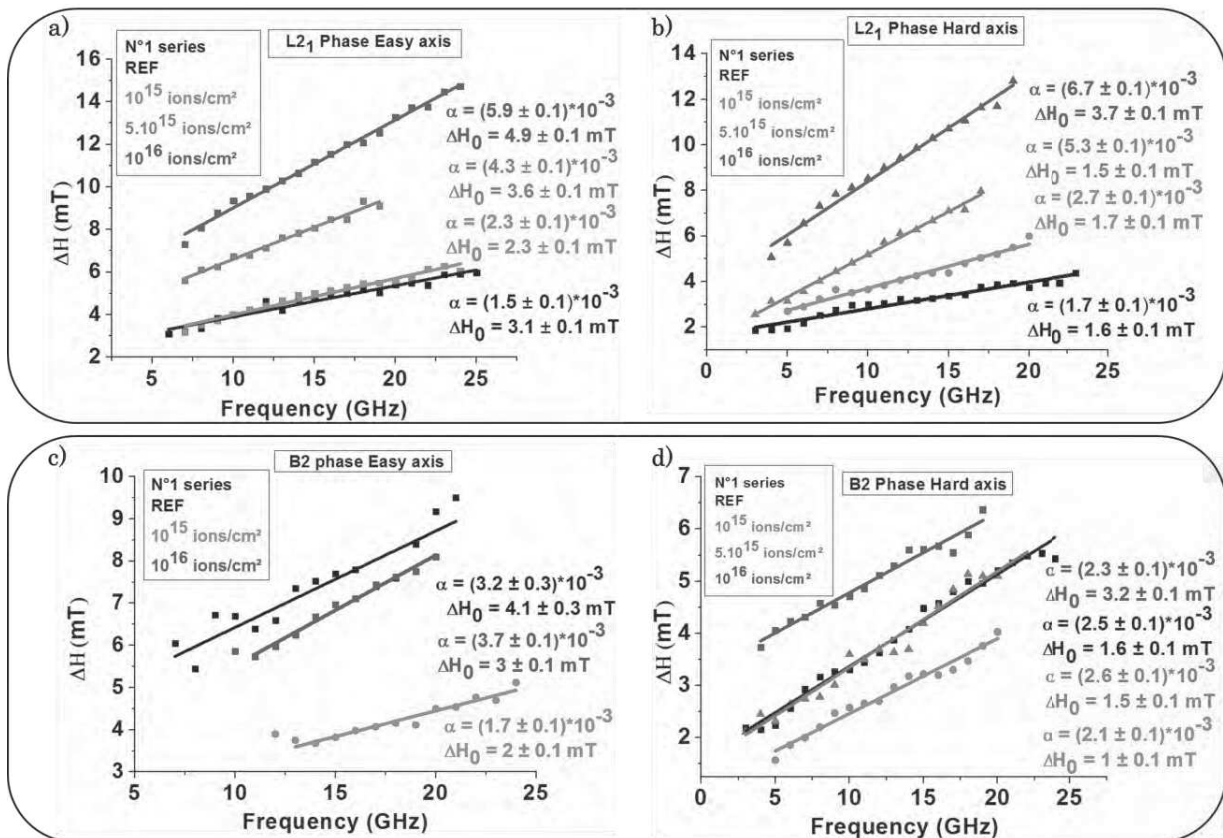 a)
L2₁ Phase Easy axis
N°1 series
REF
10¹⁵ ions/cm²
5.10¹⁵ ions/cm²
10¹⁶ ions/cm²
α = (5.9 ± 0.1)*10⁻³
ΔH₀ = 4.9 ± 0.1 mT
α = (4.3 ± 0.1)*10⁻³
ΔH₀ = 3.6 ± 0.1 mT
α = (2.3 ± 0.1)*10⁻³
ΔH₀ = 2.3 ± 0.1 mT
α = (1.5 ± 0.1)*10⁻³
ΔH₀ = 3.1 ± 0.1 mT
ΔH (mT)
16
14
12
10
8
6
4
2
5 10 15 20 25
Frequency (GHz)
b)
L2₁ Phase Hard axis
N°1 series
REF
10¹⁵ ions/cm²
5.10¹⁵ ions/cm²
10¹⁶ ions/cm²
α = (6.7 ± 0.1)*10⁻³
ΔH₀ = 3.7 ± 0.1 mT
α = (5.3 ± 0.1)*10⁻³
ΔH₀ = 1.5 ± 0.1 mT
α = (2.7 ± 0.1)*10⁻³
ΔH₀ = 1.7 ± 0.1 mT
α = (1.7 ± 0.1)*10⁻³
ΔH₀ = 1.6 ± 0.1 mT
ΔH (mT)
14
12
10
8
6
4
2
0 5 10 15 20 25
Frequency (GHz)
c)
B2 phase Easy axis
N°1 series
REF
10¹⁵ ions/cm²
10¹⁶ ions/cm²
α = (3.2 ± 0.3)*10⁻³
ΔH₀ = 4.1 ± 0.3 mT
α = (3.7 ± 0.1)*10⁻³
ΔH₀ = 3 ± 0.1 mT
α = (1.7 ± 0.1)*10⁻³
ΔH₀ = 2 ± 0.1 mT
ΔH (mT)
10
9
8
7
6
5
4
3
5 10 15 20 25
Frequency (GHz)
d)
B2 Phase Hard axis
N°1 series
REF
10¹⁵ ions/cm²
5.10¹⁵ ions/cm²
10¹⁶ ions/cm²
α = (2.3 ± 0.1)*10⁻³
ΔH₀ = 3.2 ± 0.1 mT
α = (2.5 ± 0.1)*10⁻³
ΔH₀ = 1.6 ± 0.1 mT
α = (2.6 ± 0.1)*10⁻³
ΔH₀ = 1.5 ± 0.1 mT
α = (2.1 ± 0.1)*10⁻³
ΔH₀ = 1 ± 0.1 mT
ΔH (mT)
7
6
5
4
3
2
0 5 10 15 20 25
Frequency (GHz)